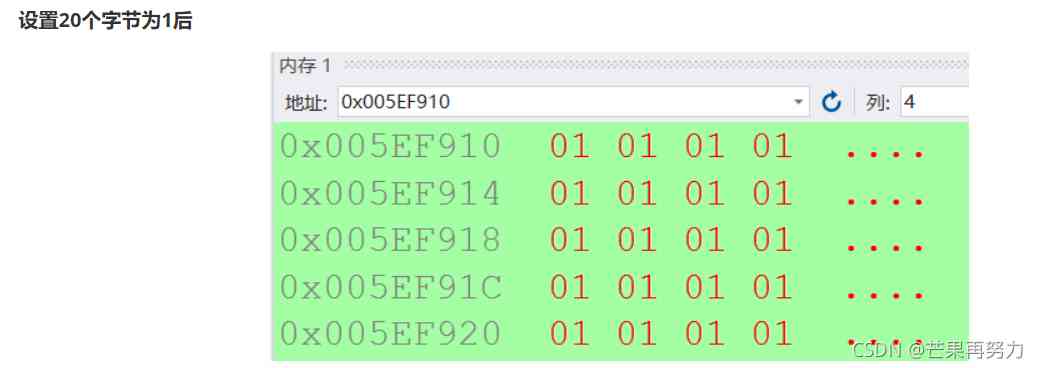 设置20个字节为1后
内存 1
地址: 0x005EF910 列: 4
0x005EF910 01 01 01 01 ....
0x005EF914 01 01 01 01 ....
0x005EF918 01 01 01 01 ....
0x005EF91C 01 01 01 01 ....
0x005EF920 01 01 01 01 ....
CSDN @芒果再努力